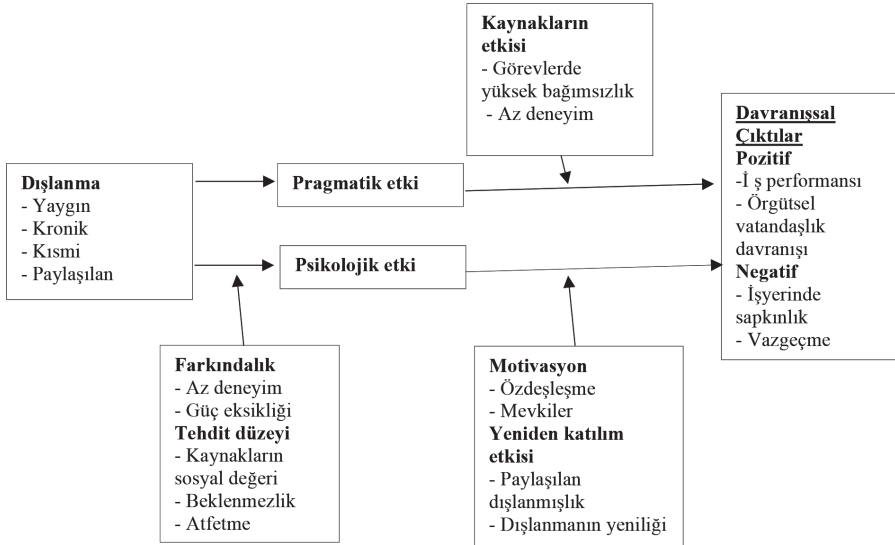 Kaynakların
etkisi
- Görevlerde
yüksek bağımsızlık
- Az deneyim
Davranışsal
Çıktılar
Pozitif
-İ ş performansı
- Örgütsel
vatandaşlık
davranışı
Negatif
- İşyerinde
sapkınlık
- Vazgeçme
Dışlanma
- Yaygın
- Kronik
- Kısmi
- Paylaşılan
Pragmatik etki
Psikolojik etki
Farkındalık
- Az deneyim
- Güç eksikliği
Tehdit düzeyi
- Kaynakların
sosyal değeri
- Beklenmezlik
- Atfetme
Motivasyon
- Özdeşleşme
- Mevkiler
Yeniden katılım
etkisi
- Paylaşılan
dışlanmışlık
- Dışlanmanın yeniliği